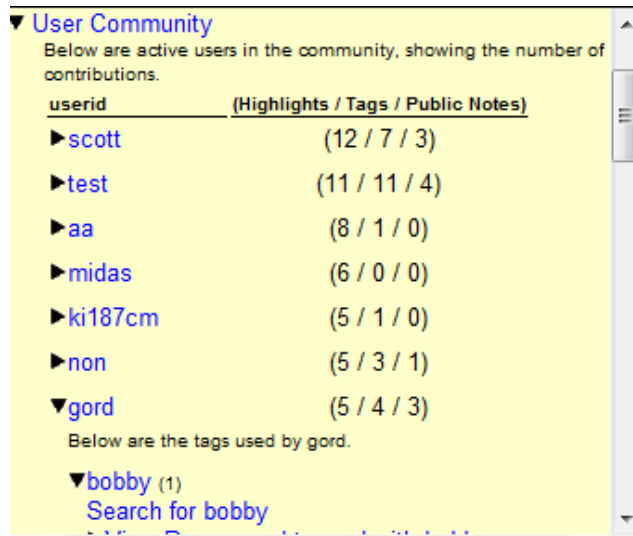 User Community
Below are active users in the community, showing the number of
contributions.
userid (Highlights / Tags / Public Notes)
scott (12 / 7 / 3)
test (11 / 11 / 4)
aa (8 / 1 / 0)
midas (6 / 0 / 0)
ki187cm (5 / 1 / 0)
non (5 / 3 / 1)
gord (5 / 4 / 3)
Below are the tags used by gord.
bobby (1)
Search for bobby